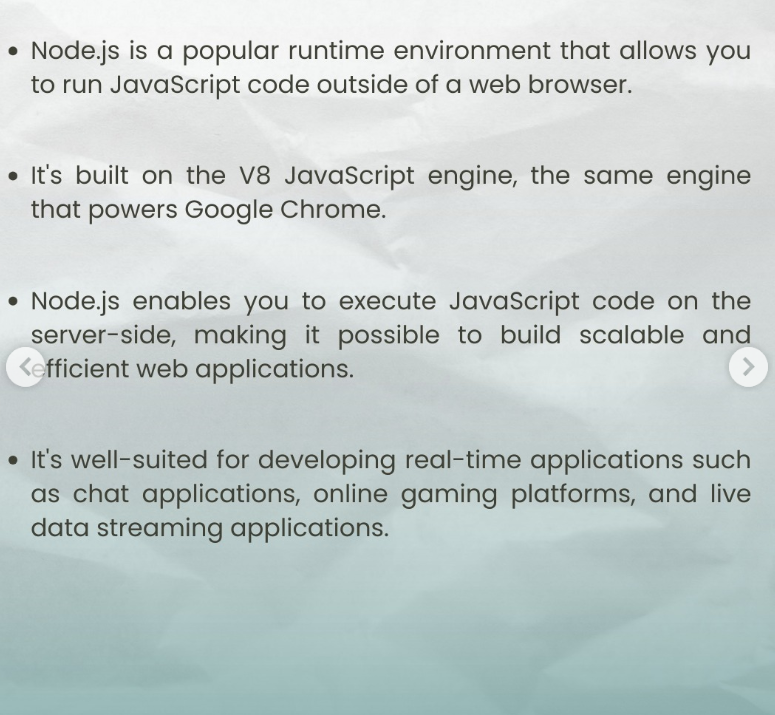 • Node.js is a popular runtime environment that allows you
to run JavaScript code outside of a web browser.
• It's built on the V8 JavaScript engine, the same engine
that powers Google Chrome.
• Node.js enables you to execute JavaScript code on the
server-side, making it possible to build scalable and
efficient web applications.
• It's well-suited for developing real-time applications such
as chat applications, online gaming platforms, and live
data streaming applications.